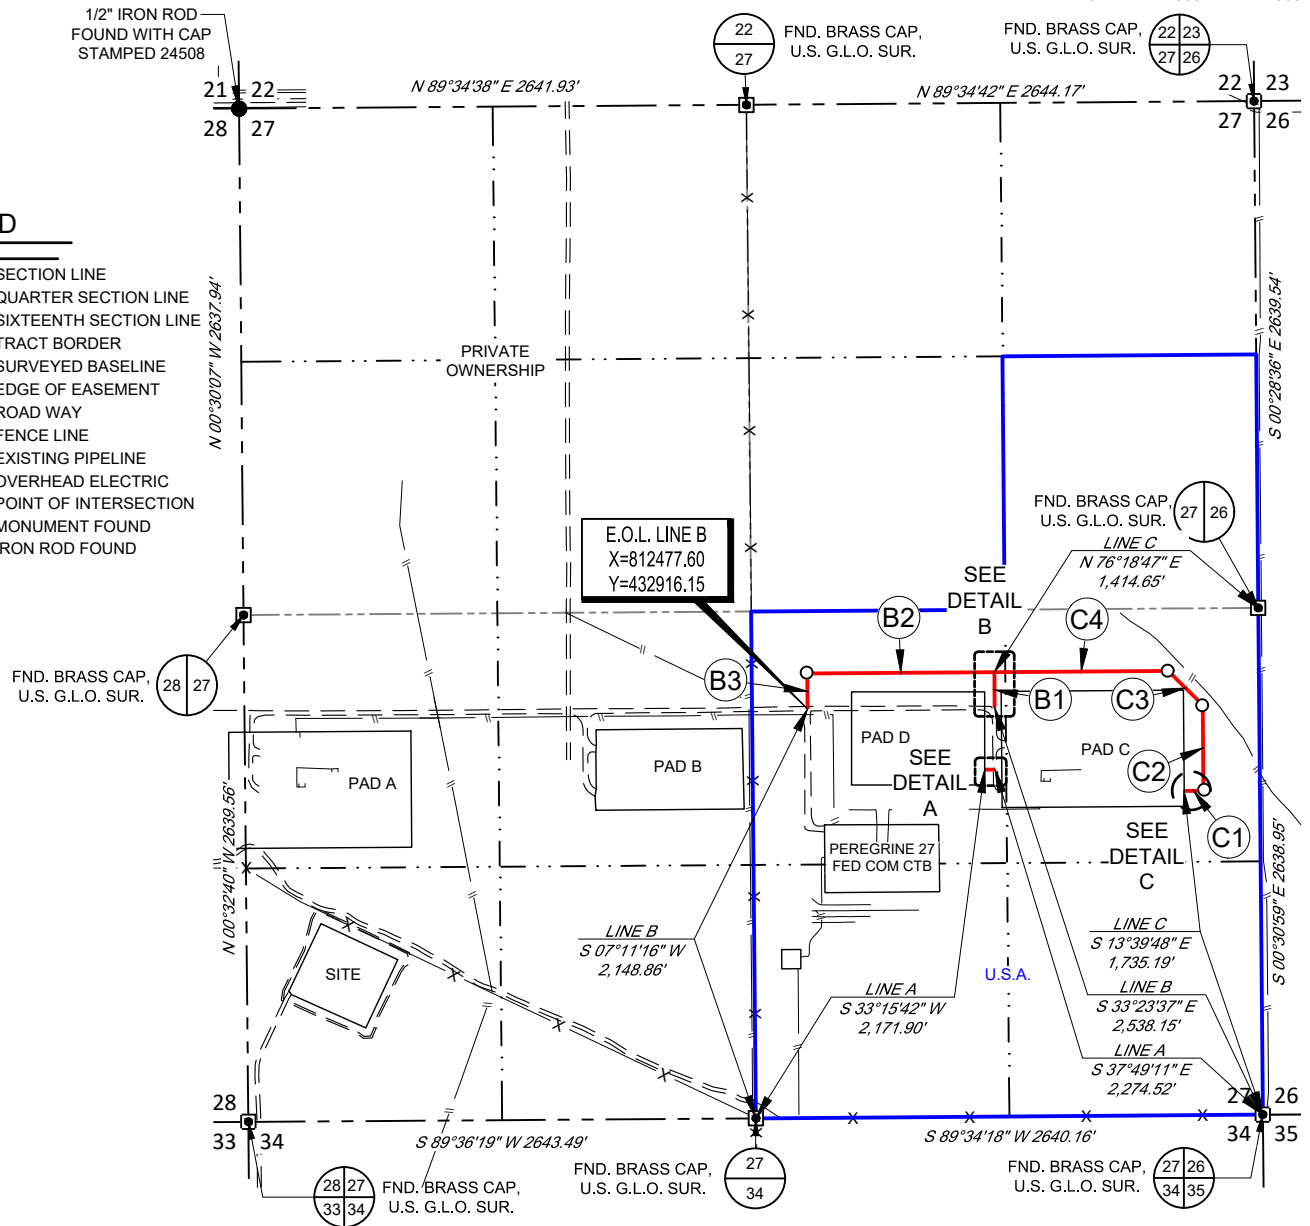 1/2" IRON ROD
FOUND WITH CAP
STAMPED 24508
22
27
FND. BRASS CAP,
U.S. G.L.O. SUR.
FND. BRASS CAP,
U.S. G.L.O. SUR.
22 23
27 26
21 22
28 27
N 89°34'38" E 2641.93'
N 89°34'42" E 2644.17'
22 23
27 26
D
SECTION LINE
QUARTER SECTION LINE
SIXTEENTH SECTION LINE
TRACT BORDER
SURVEYED BASELINE
EDGE OF EASEMENT
ROAD WAY
FENCE LINE
EXISTING PIPELINE
OVERHEAD ELECTRIC
POINT OF INTERSECTION
MONUMENT FOUND
IRON ROD FOUND
N 00°30'07" W 2637.94'
S 00°28'36" E 2639.54'
PRIVATE
OWNERSHIP
E.O.L. LINE B
X=812477.60
Y=432916.15
FND. BRASS CAP,
U.S. G.L.O. SUR.
27 26
LINE C
N 76°18'47" E
1,414.65'
SEE
DETAIL
B
B2
C4
FND. BRASS CAP,
U.S. G.L.O. SUR.
28 27
B3
B1
C3
PAD A
PAD B
PAD D
PAD C
C2
SEE
DETAIL
A
PEREGRINE 27
FED COM CTB
SEE
DETAIL
C
C1
N 00°32'40" W 2639.56'
S 00°30'59" E 2638.95'
LINE B
S 07°11'16" W
2,148.86'
SITE
LINE A
S 33°15'42" W
2,171.90'
U.S.A.
LINE C
S 13°39'48" E
1,735.19'
LINE B
S 33°23'37" E
2,538.15'
LINE A
S 37°49'11" E
2,274.52'
28
33 34
27 26
34 35
S 89°36'19" W 2643.49'
S 89°34'18" W 2640.16'
28 27
33 34
FND. BRASS CAP,
U.S. G.L.O. SUR.
FND. BRASS CAP,
U.S. G.L.O. SUR.
27
34
FND. BRASS CAP,
U.S. G.L.O. SUR.
27 26
34 35